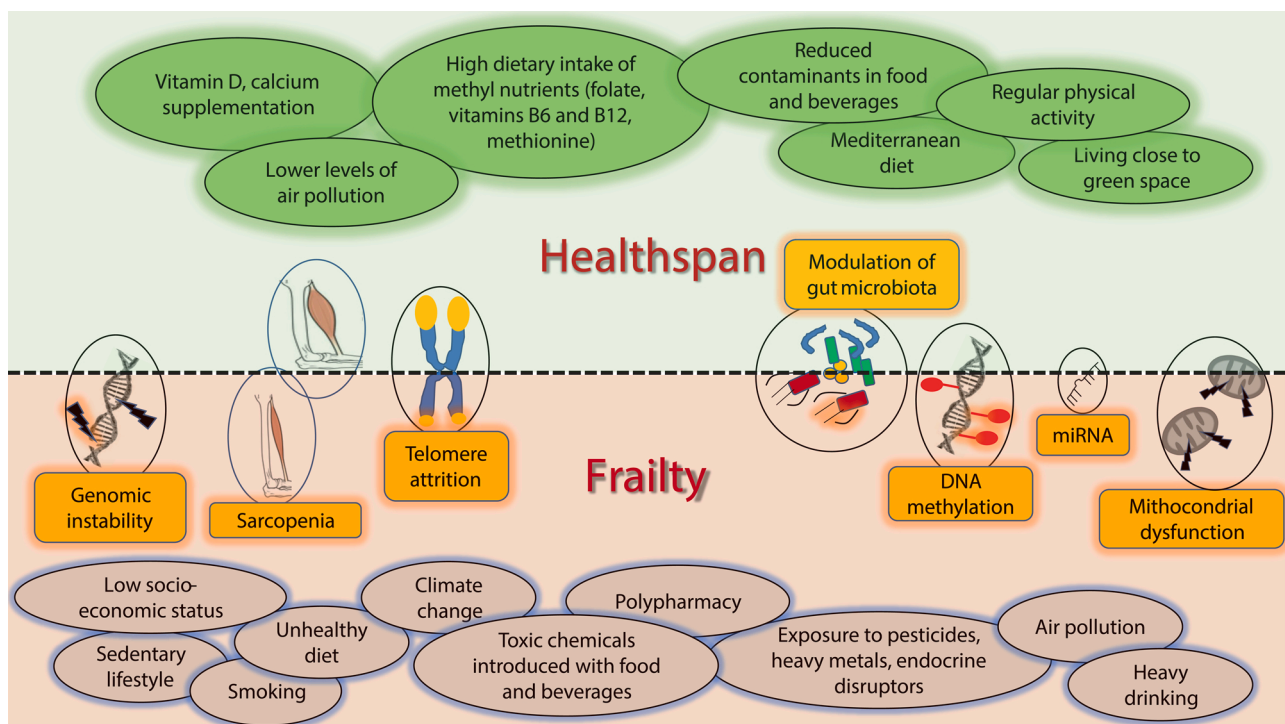 Vitamin D, calcium
supplementation
High dietary intake of
methyl nutrients (folate,
vitamins B6 and B12,
methionine)
Reduced
contaminants in food
and beverages
Regular physical
activity
Lower levels of
air pollution
Mediterranean
diet
Living close to
green space
Healthspan
Modulation of
gut microbiota
Frailty
Genomic
instability
Sarcopenia
Telomere
attrition
DNA
methylation
miRNA
Mithocondrial
dysfunction
Low socio-
economic status
Climate
change
Polypharmacy
Air pollution
Sedentary
lifestyle
Unhealthy
diet
Smoking
Toxic chemicals
introduced with food
and beverages
Exposure to pesticides,
heavy metals, endocrine
disruptors
Heavy
drinking